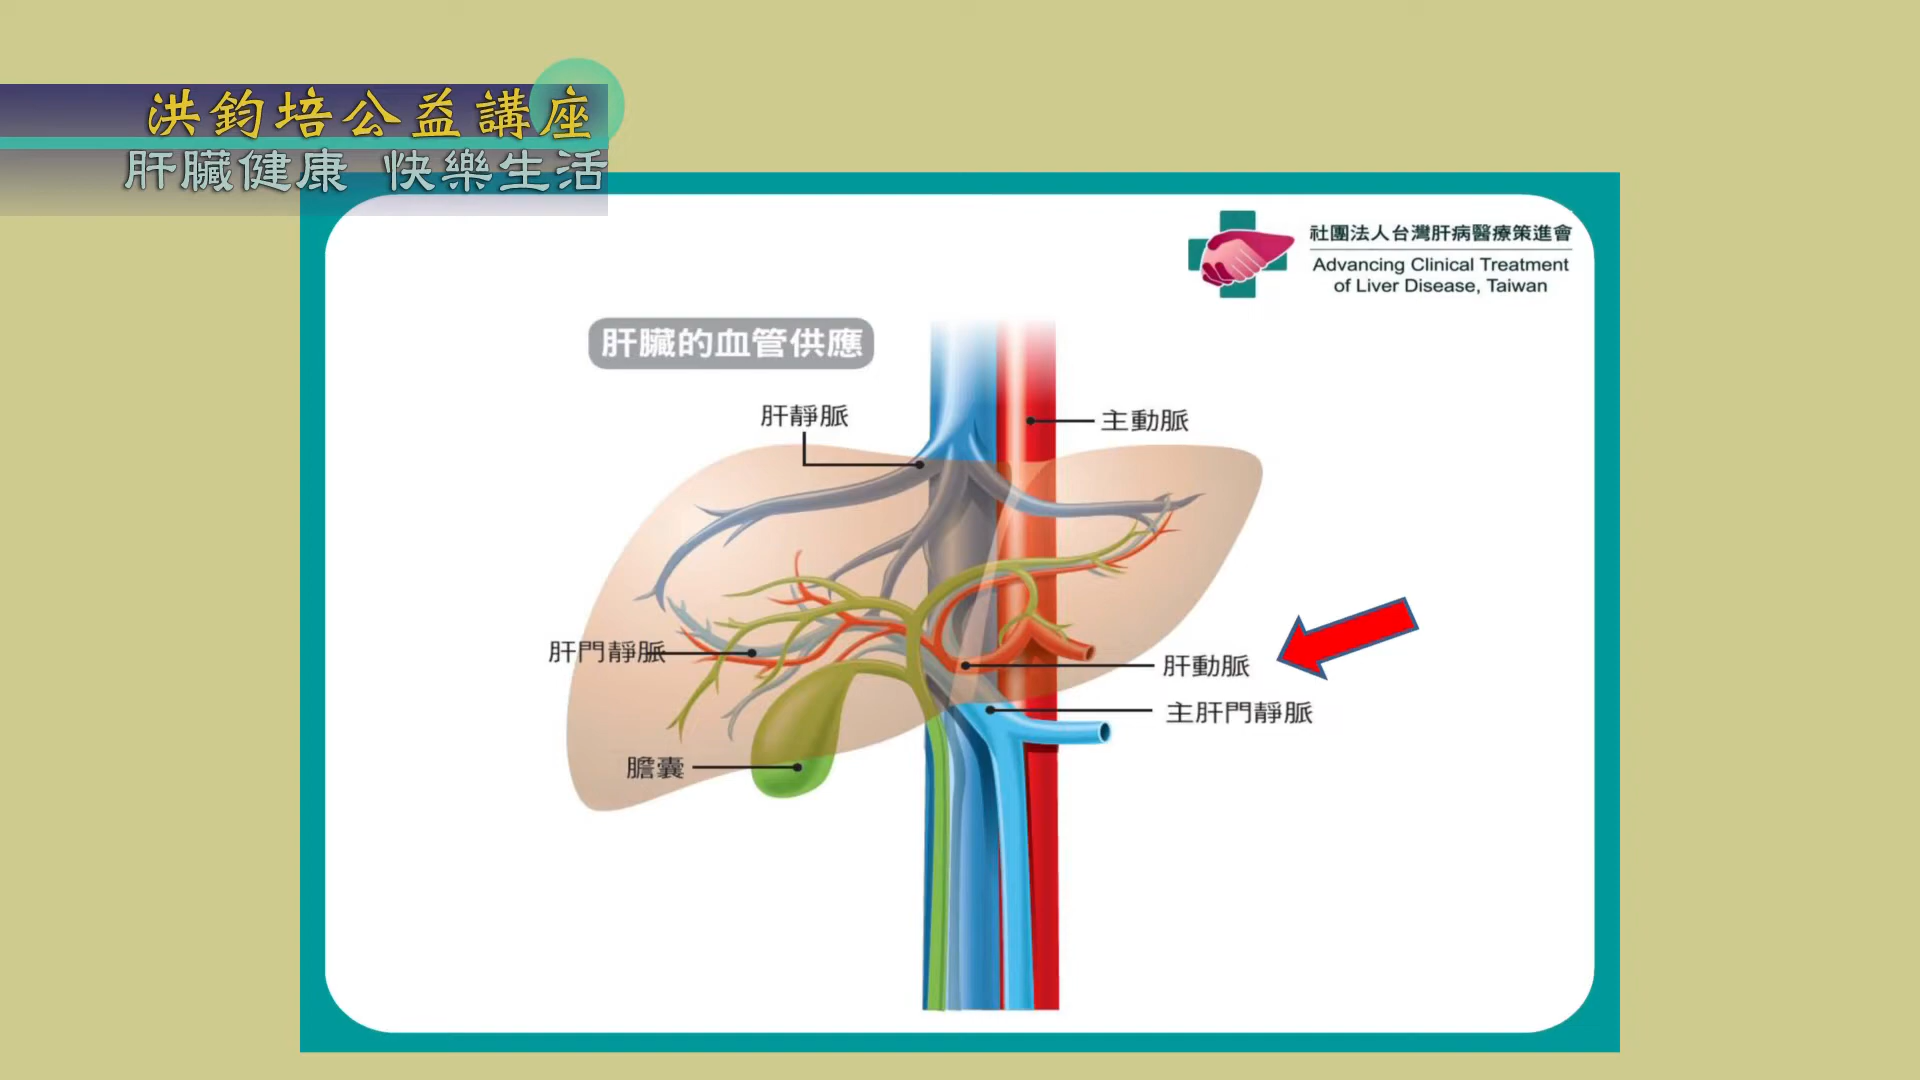 洪鈞培公益講座
肝臟健康 快樂生活
社團法人台灣肝病醫療策進會
Advancing Clinical Treatment
of Liver Disease, Taiwan
肝臟的血管供應
肝靜脈
主動脈
肝門靜脈
肝動脈
主肝門靜脈
膽囊